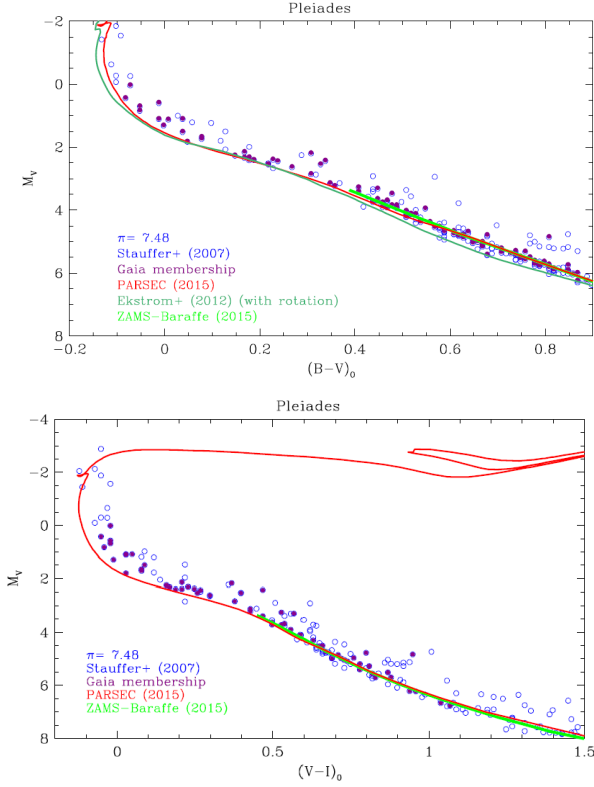 Pleiades
-2
0
2
4
6
8
M_V
π= 7.48
Stauffer+ (2007)
Gaia membership
PARSEC (2015)
Ekstrom+ (2012) (with rotation)
ZAMS-Baraffe (2015)
-0.2 0 0.2 0.4 0.6 0.8
(B-V)_0
Pleiades
-4
-2
0
2
4
6
8
M_V
π= 7.48
Stauffer+ (2007)
Gaia membership
PARSEC (2015)
ZAMS-Baraffe (2015)
0 0.5 1 1.5
(V-I)_0